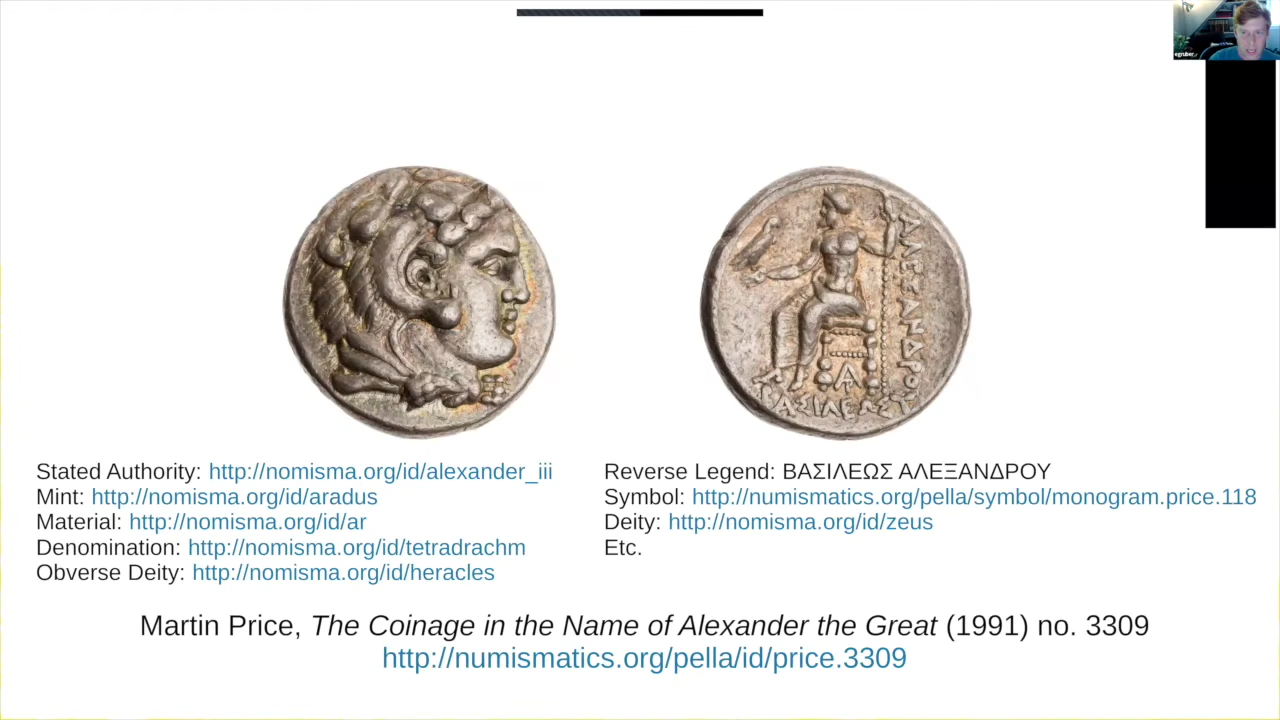 egruber
ΑΛΕΞΑΝΔΡΟΥ
ΒΑΣΙΛΕΩΣ
Stated Authority: http://nomisma.org/id/alexander_iii
Mint: http://nomisma.org/id/aradus
Material: http://nomisma.org/id/ar
Denomination: http://nomisma.org/id/tetradrachm
Obverse Deity: http://nomisma.org/id/heracles
Reverse Legend: ΒΑΣΙΛΕΩΣ ΑΛΕΞΑΝΔΡΟΥ
Symbol: http://numismatics.org/pella/symbol/monogram.price.118
Deity: http://nomisma.org/id/zeus
Etc.
Martin Price, The Coinage in the Name of Alexander the Great (1991) no. 3309
http://numismatics.org/pella/id/price.3309